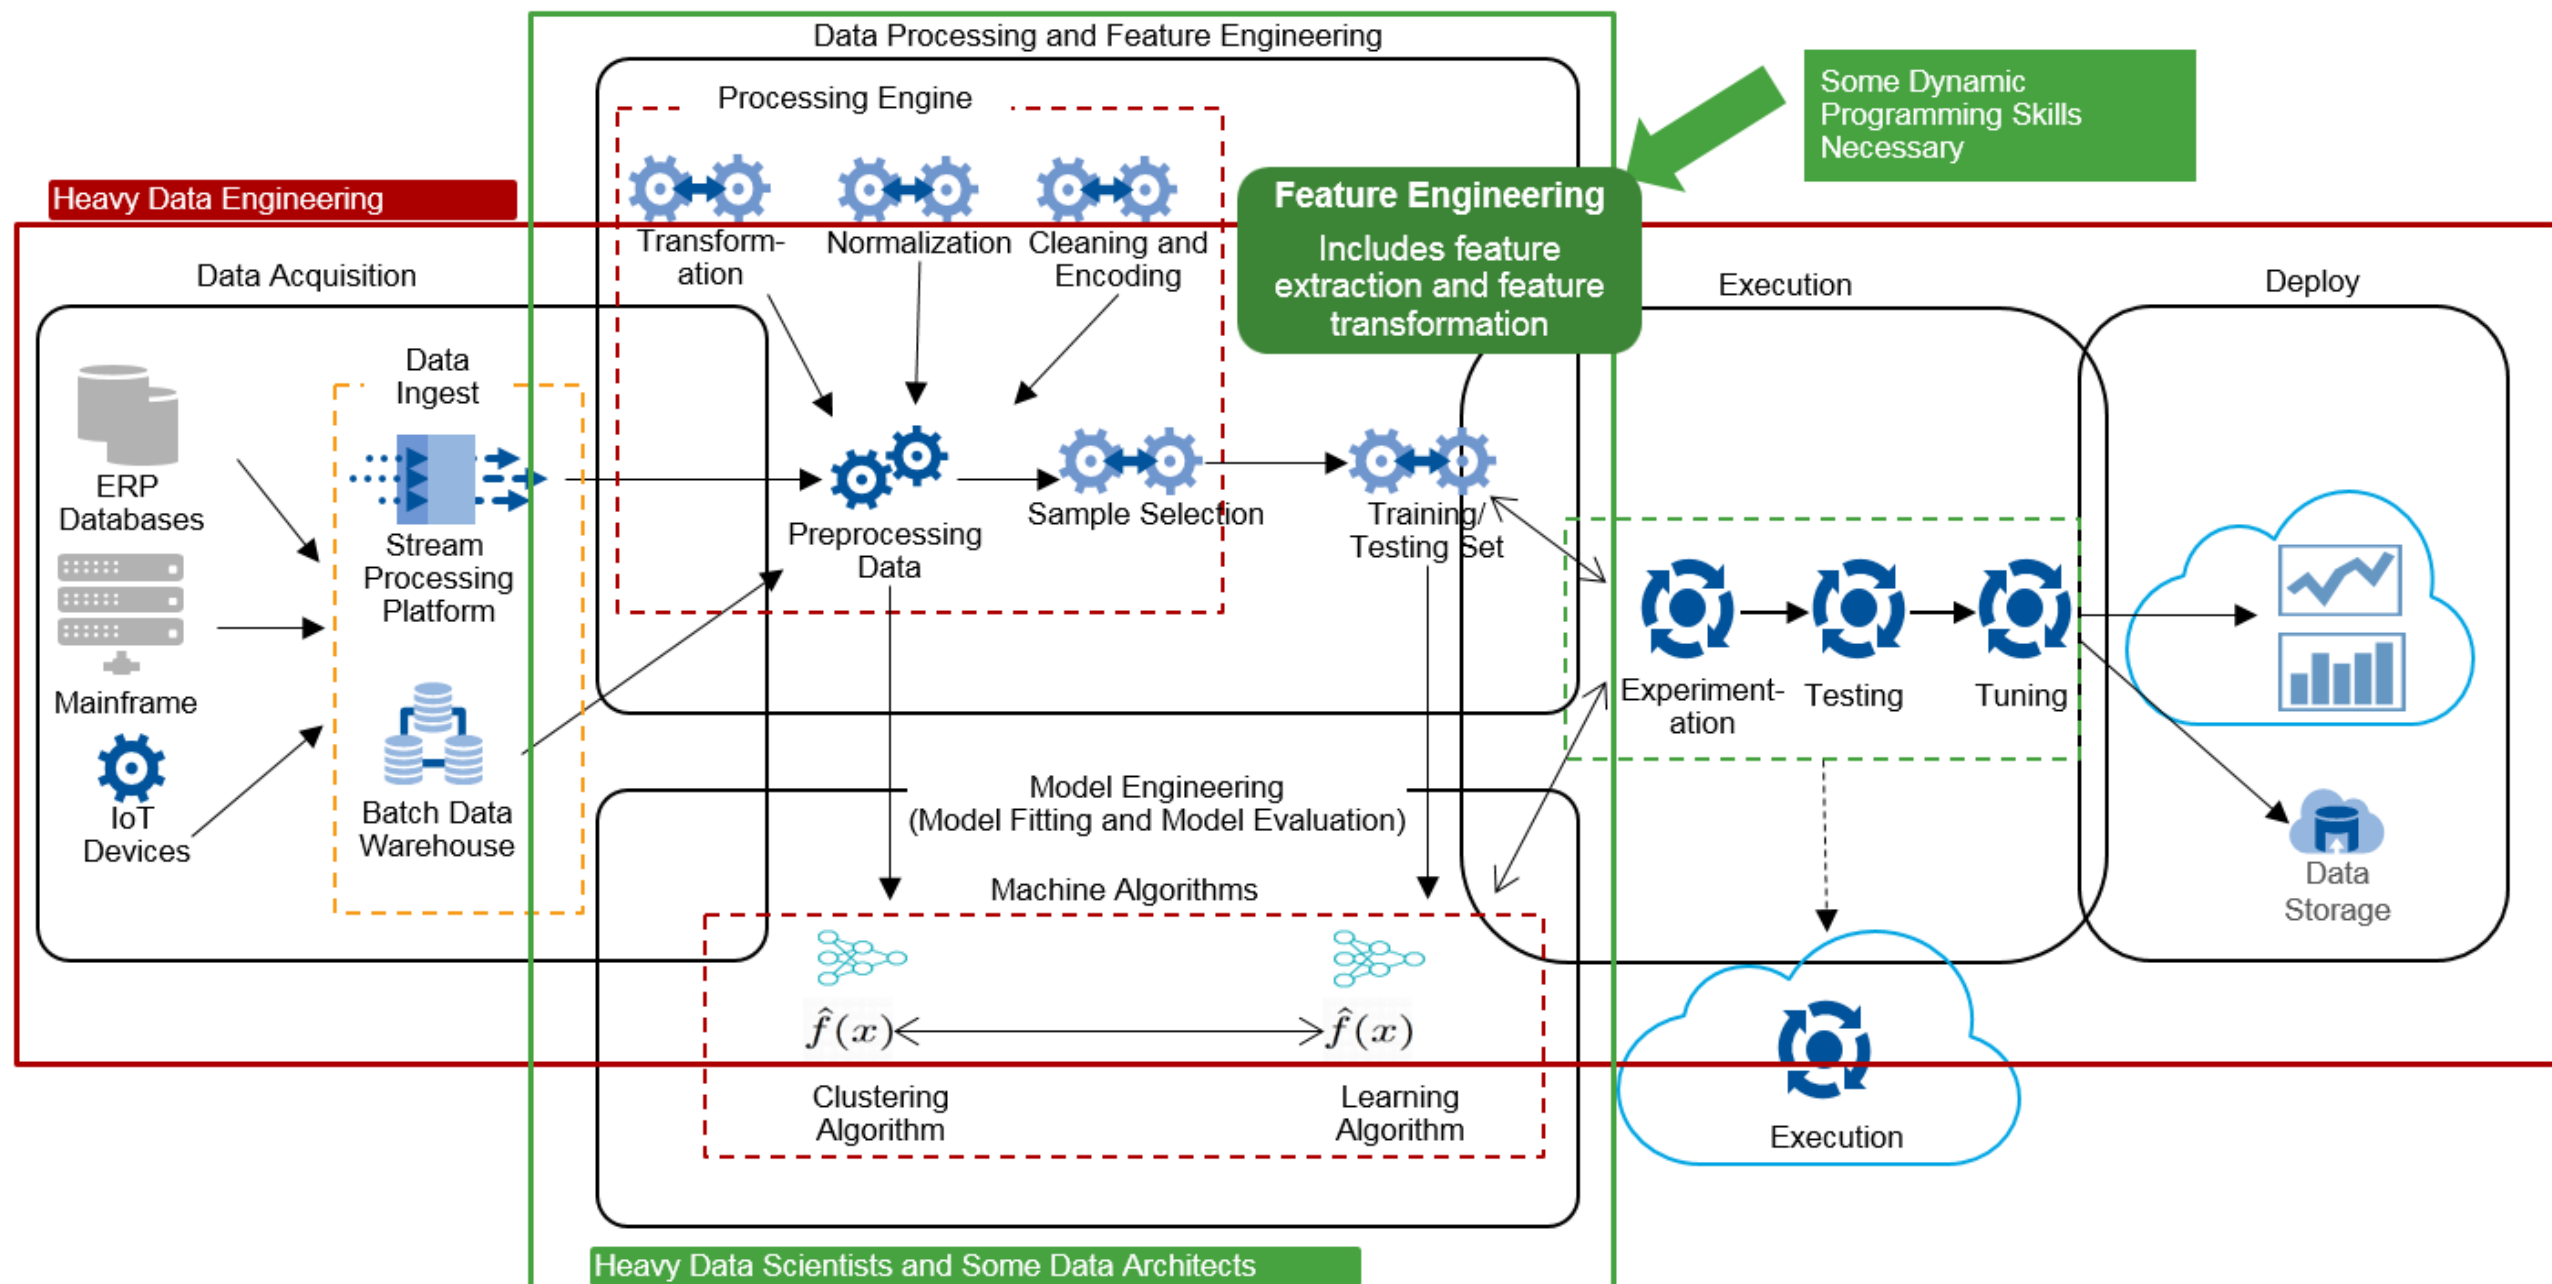 Data Processing and Feature Engineering
Processing Engine
Some Dynamic
Programming Skills
Necessary
Heavy Data Engineering
Feature Engineering
Includes feature
extraction and feature
transformation
Transform-
ation
Normalization
Cleaning and
Encoding
Data Acquisition
Execution
Deploy
Data
Ingest
ERP
Databases
Stream
Processing
Platform
Preprocessing
Data
Sample Selection
Training/
Testing Set
Mainframe
Experiment-
ation
Testing
Tuning
IoT
Devices
Batch Data
Warehouse
Model Engineering
(Model Fitting and Model Evaluation)
Machine Algorithms
Data
Storage
f̂(x)
f̂(x)
Clustering
Algorithm
Learning
Algorithm
Execution
Heavy Data Scientists and Some Data Architects